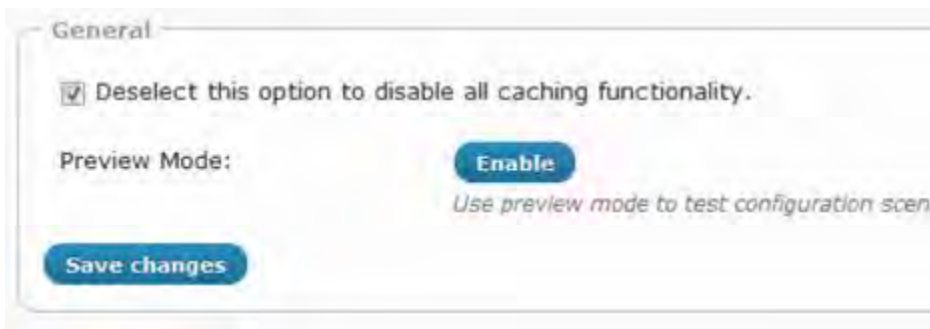 General
Deselect this option to disable all caching functionality.
Preview Mode:
Enable
Use preview mode to test configuration
Save changes